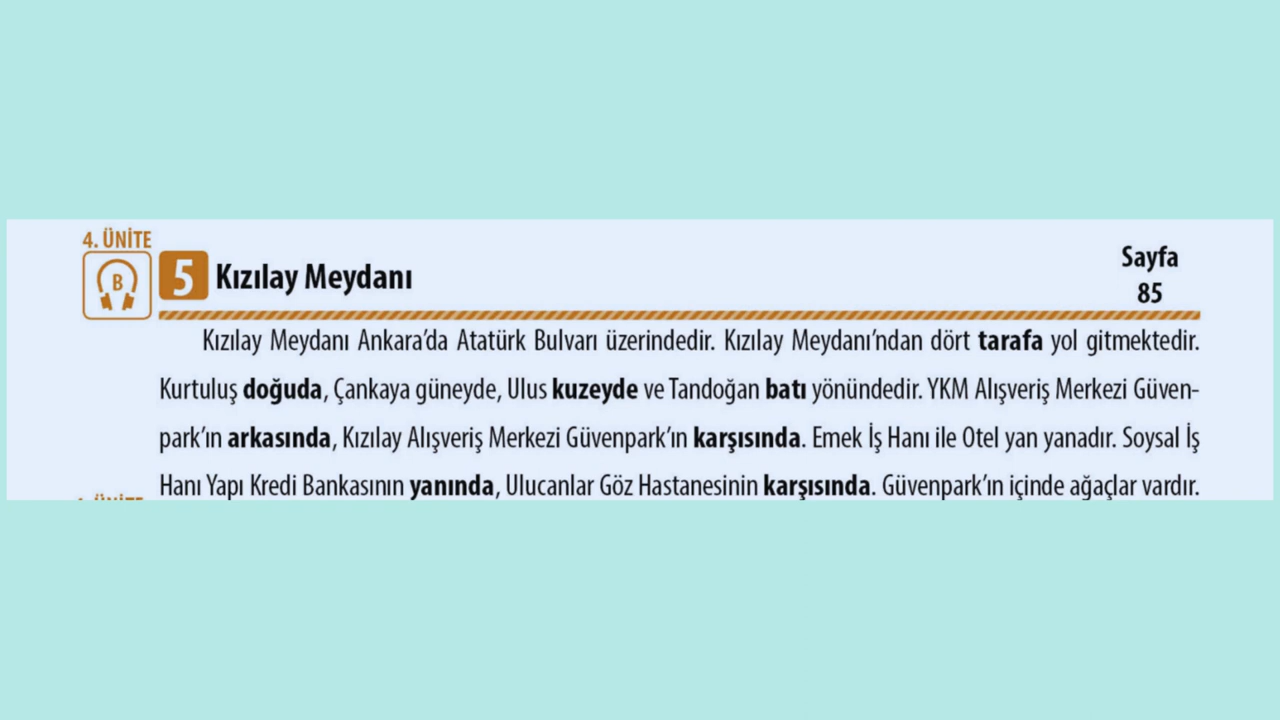 4. ÜNİTE
B
5 Kızılay Meydanı
Sayfa
85
Kızılay Meydanı Ankara’da Atatürk Bulvarı üzerindedir. Kızılay Meydanı’ndan dört tarafa yol gitmektedir.
Kurtuluş doğuda, Çankaya güneyde, Ulus kuzeyde ve Tandoğan batı yönündedir. YKM Alışveriş Merkezi Güven-
park’ın arkasında, Kızılay Alışveriş Merkezi Güvenpark’ın karşısında. Emek İş Hanı ile Otel yan yanadır. Soysal İş
Hanı Yapı Kredi Bankasının yanında, Ulucanlar Göz Hastanesinin karşısında. Güvenpark’ın içinde ağaçlar vardır.